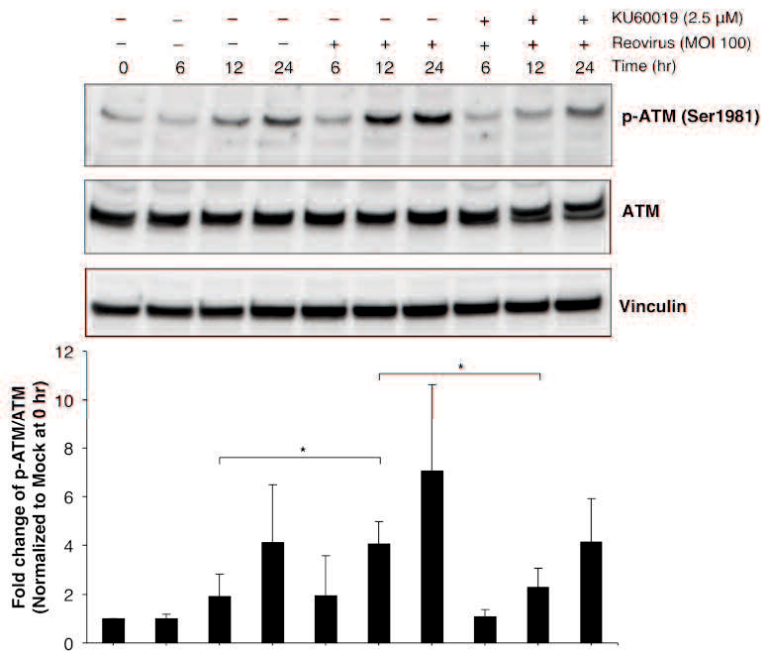 – – – – – – – + + + KU60019 (2.5 µM)
– – – – + + + + + + Reovirus (MOI 100)
0 6 12 24 6 12 24 6 12 24 Time (hr)
p-ATM (Ser1981)
ATM
Vinculin
Fold change of p-ATM/ATM
(Normalized to Mock at 0 hr)
12
10
8
6
4
2
0
*
*